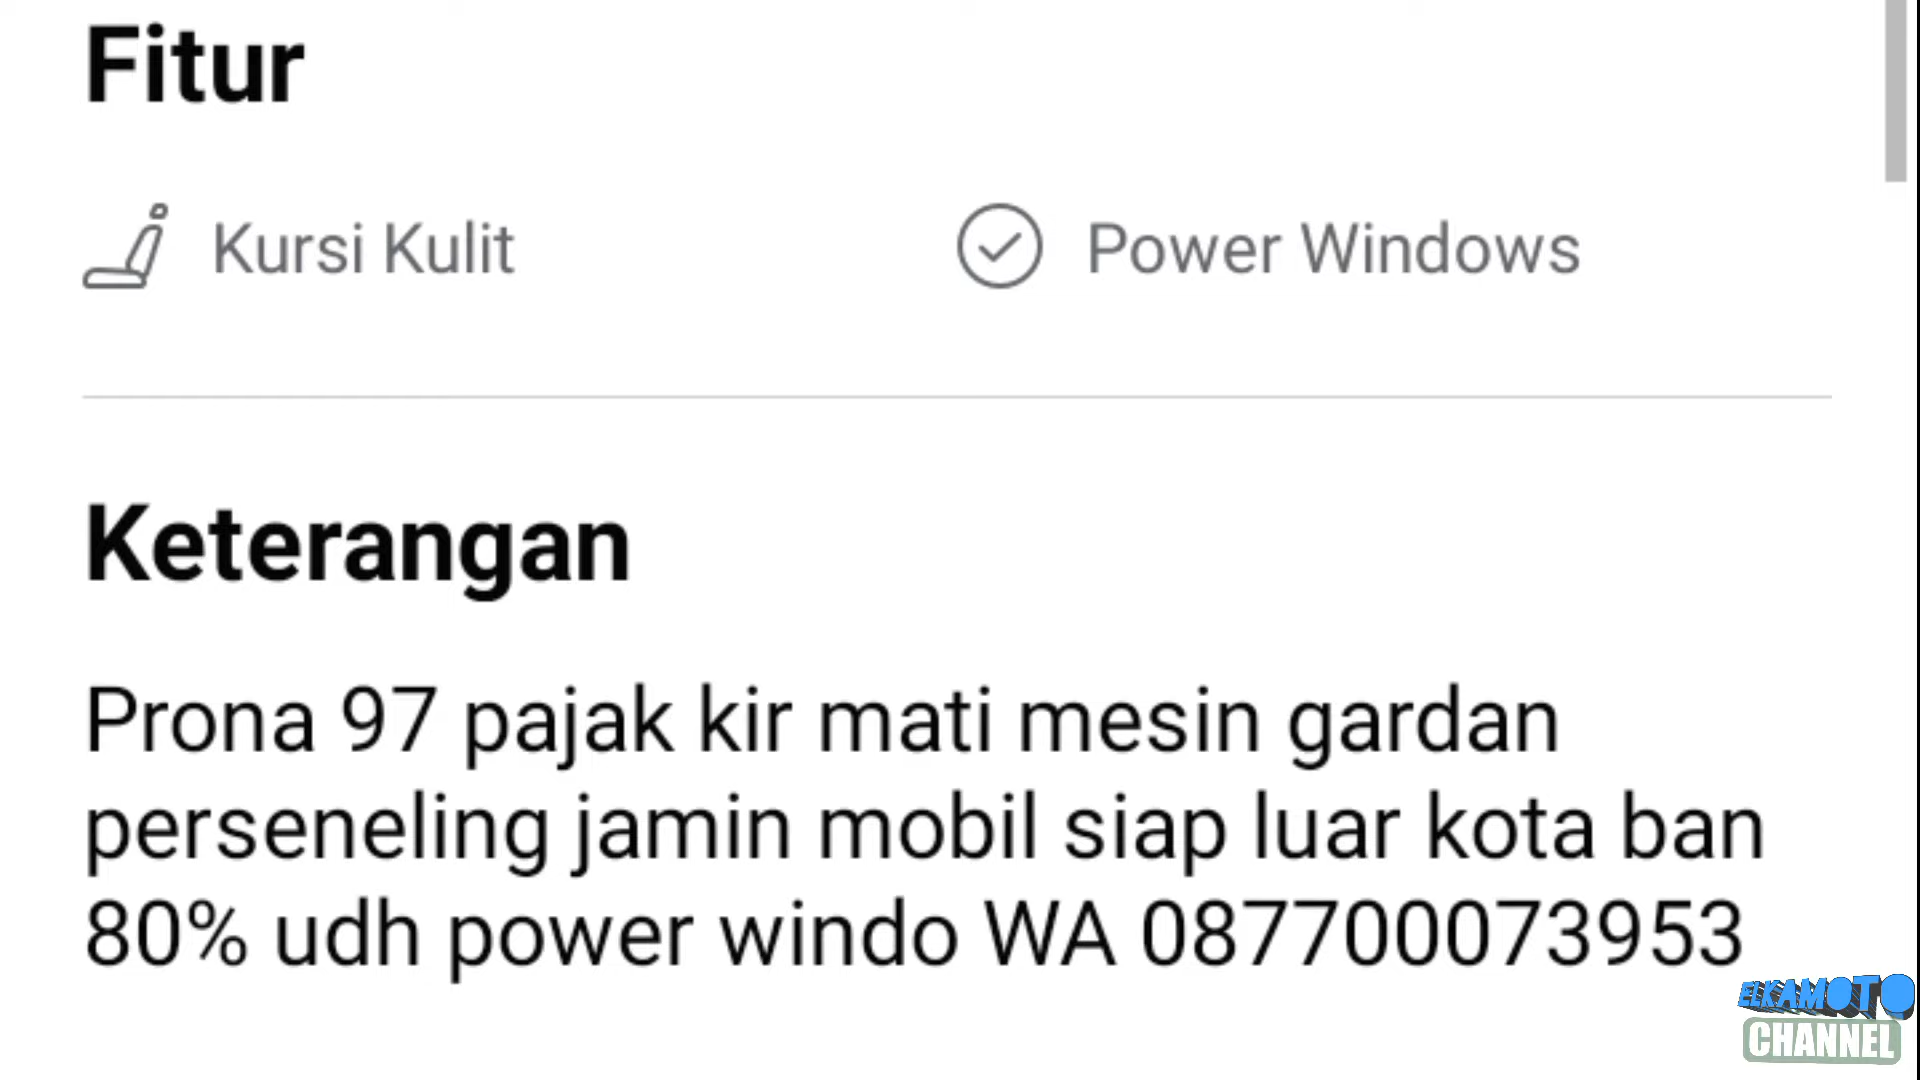 Fitur
Kursi Kulit
Power Windows
Keterangan
Prona 97 pajak kir mati mesin gardan
perseneling jamin mobil siap luar kota ban
80% udh power windo WA 087700073953
ELKAMOTO
CHANNEL